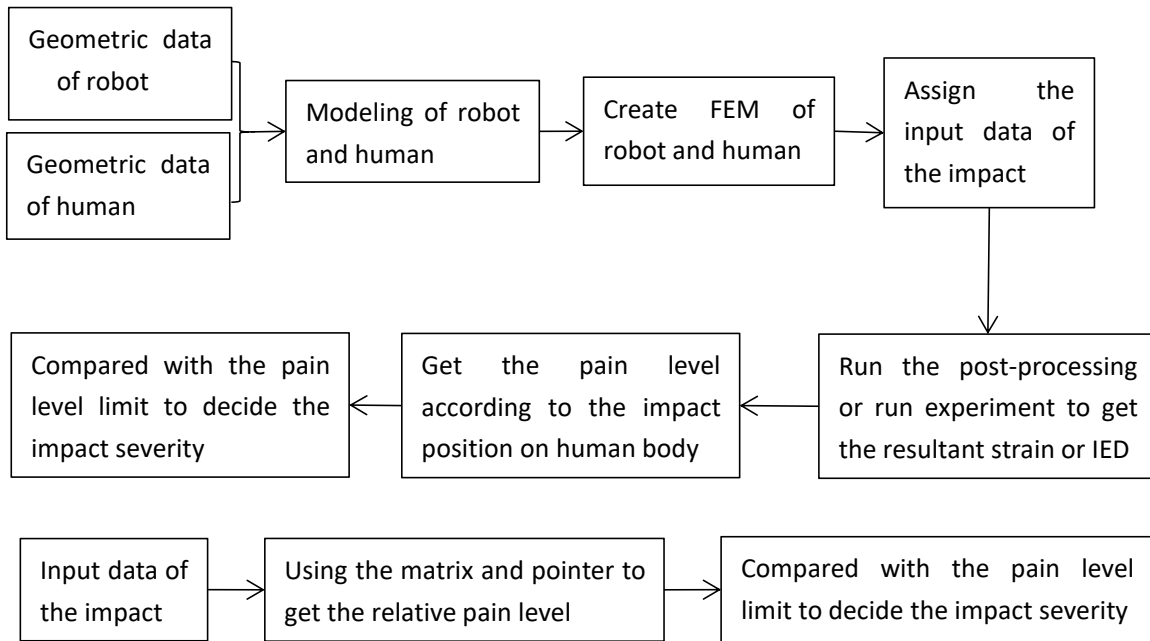 Geometric data
of robot
Geometric data
of human
Modeling of robot
and human
Create FEM of
robot and human
Assign the
input data of
the impact
Compared with the pain
level limit to decide the
impact severity
Get the pain level
according to the impact
position on human body
Run the post-processing
or run experiment to get
the resultant strain or IED
Input data of
the impact
Using the matrix and pointer to
get the relative pain level
Compared with the pain level
limit to decide the impact severity